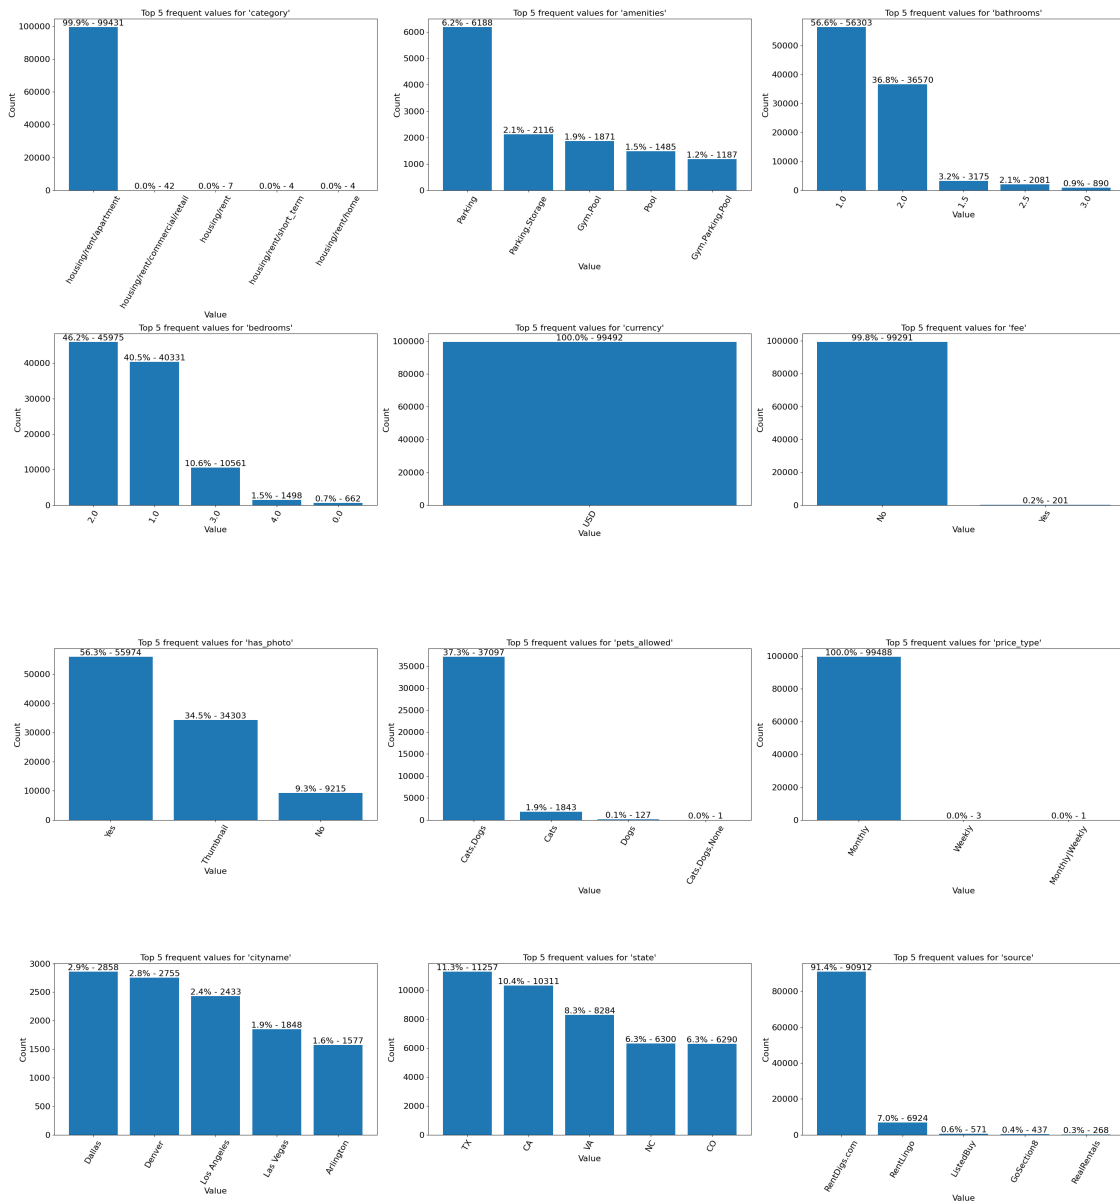 Top 5 frequent values for 'category'
99.9% - 99431
0.0% - 42
0.0% - 7
0.0% - 4
0.0% - 4
100000
80000
60000
40000
20000
0
Count
housing/rent/apartment
housing/rent/commercial/retail
housing/rent
housing/rent/short_term
housing/rent/home
Value
Top 5 frequent values for 'amenities'
6.2% - 6188
2.1% - 2116
1.9% - 1871
1.5% - 1485
1.2% - 1187
6000
5000
4000
3000
2000
1000
0
Count
Parking
Parking,Storage
Gym,Pool
Pool
Gym,Parking,Pool
Value
Top 5 frequent values for 'bathrooms'
56.6% - 56303
36.8% - 36570
3.2% - 3175
2.1% - 2081
0.9% - 890
50000
40000
30000
20000
10000
0
Count
1.0
2.0
1.5
2.5
3.0
Value
Top 5 frequent values for 'bedrooms'
46.2% - 45975
40.5% - 40331
10.6% - 10561
1.5% - 1498
0.7% - 662
40000
30000
20000
10000
0
Count
2.0
1.0
3.0
4.0
0.0
Value
Top 5 frequent values for 'currency'
100.0% - 99492
100000
80000
60000
40000
20000
0
Count
USD
Value
Top 5 frequent values for 'fee'
99.8% - 99291
0.2% - 201
100000
80000
60000
40000
20000
0
Count
No
Yes
Value
Top 5 frequent values for 'has_photo'
56.3% - 55974
34.5% - 34303
9.3% - 9215
50000
40000
30000
20000
10000
0
Count
Yes
Thumbnail
No
Value
Top 5 frequent values for 'pets_allowed'
37.3% - 37097
1.9% - 1843
0.1% - 127
0.0% - 1
35000
30000
25000
20000
15000
10000
5000
0
Count
Cats,Dogs
Cats
Dogs
Cats,Dogs,None
Value
Top 5 frequent values for 'price_type'
100.0% - 99488
0.0% - 3
0.0% - 1
100000
80000
60000
40000
20000
0
Count
Monthly
Weekly
Monthly|Weekly
Value
Top 5 frequent values for 'cityname'
2.9% - 2858
2.8% - 2755
2.4% - 2433
1.9% - 1848
1.6% - 1577
3000
2500
2000
1500
1000
500
0
Count
Dallas
Denver
Los Angeles
Las Vegas
Arlington
Value
Top 5 frequent values for 'state'
11.3% - 11257
10.4% - 10311
8.3% - 8284
6.3% - 6300
6.3% - 6290
10000
8000
6000
4000
2000
0
Count
TX
CA
VA
NC
CO
Value
Top 5 frequent values for 'source'
91.4% - 90912
7.0% - 6924
0.6% - 571
0.4% - 437
0.3% - 268
80000
60000
40000
20000
0
Count
RentDigs.com
RentLingo
ListedBuy
GoSection8
RealRentals
Value